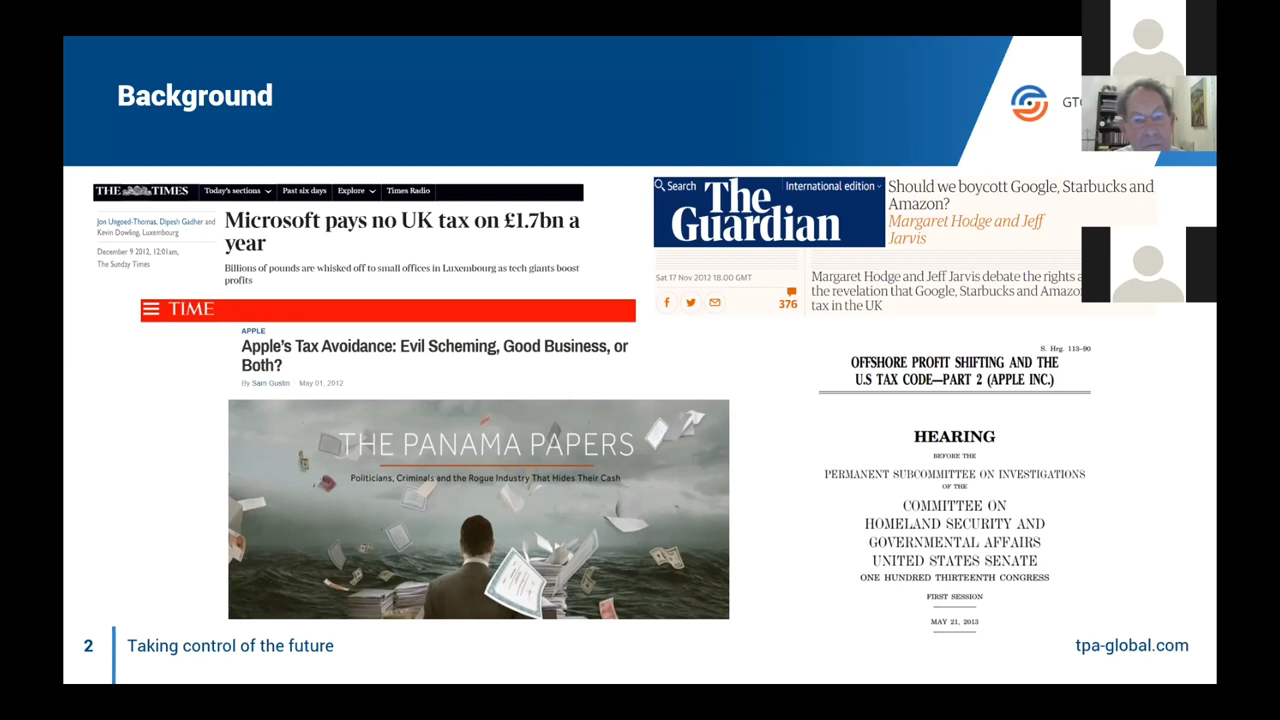 Background
GTC
THE TIMES
Today's sections
Past six days
Explore
Times Radio
Jon Ungoed-Thomas, Dipesh Gadher and
Kevin Dowling, Luxembourg
December 9 2012, 12:01am,
The Sunday Times
Microsoft pays no UK tax on £1.7bn a
year
Billions of pounds are whisked off to small offices in Luxembourg as tech giants boost
profits
Search
International edition
The
Guardian
Should we boycott Google, Starbucks and
Amazon?
Margaret Hodge and Jeff
Jarvis
Sat 17 Nov 2012 18.00 GMT
376
Margaret Hodge and Jeff Jarvis debate the rights a
the revelation that Google, Starbucks and Amazo
tax in the UK
TIME
APPLE
Apple's Tax Avoidance: Evil Scheming, Good Business, or
Both?
By Sam Gustin May 01, 2012
THE PANAMA PAPERS
Politicians, Criminals and the Rogue Industry That Hides Their Cash
S. Hrg. 113–90
OFFSHORE PROFIT SHIFTING AND THE
U.S TAX CODE—PART 2 (APPLE INC.)
HEARING
BEFORE THE
PERMANENT SUBCOMMITTEE ON INVESTIGATIONS
OF THE
COMMITTEE ON
HOMELAND SECURITY AND
GOVERNMENTAL AFFAIRS
UNITED STATES SENATE
ONE HUNDRED THIRTEENTH CONGRESS
FIRST SESSION
MAY 21, 2013
2
Taking control of the future
tpa-global.com